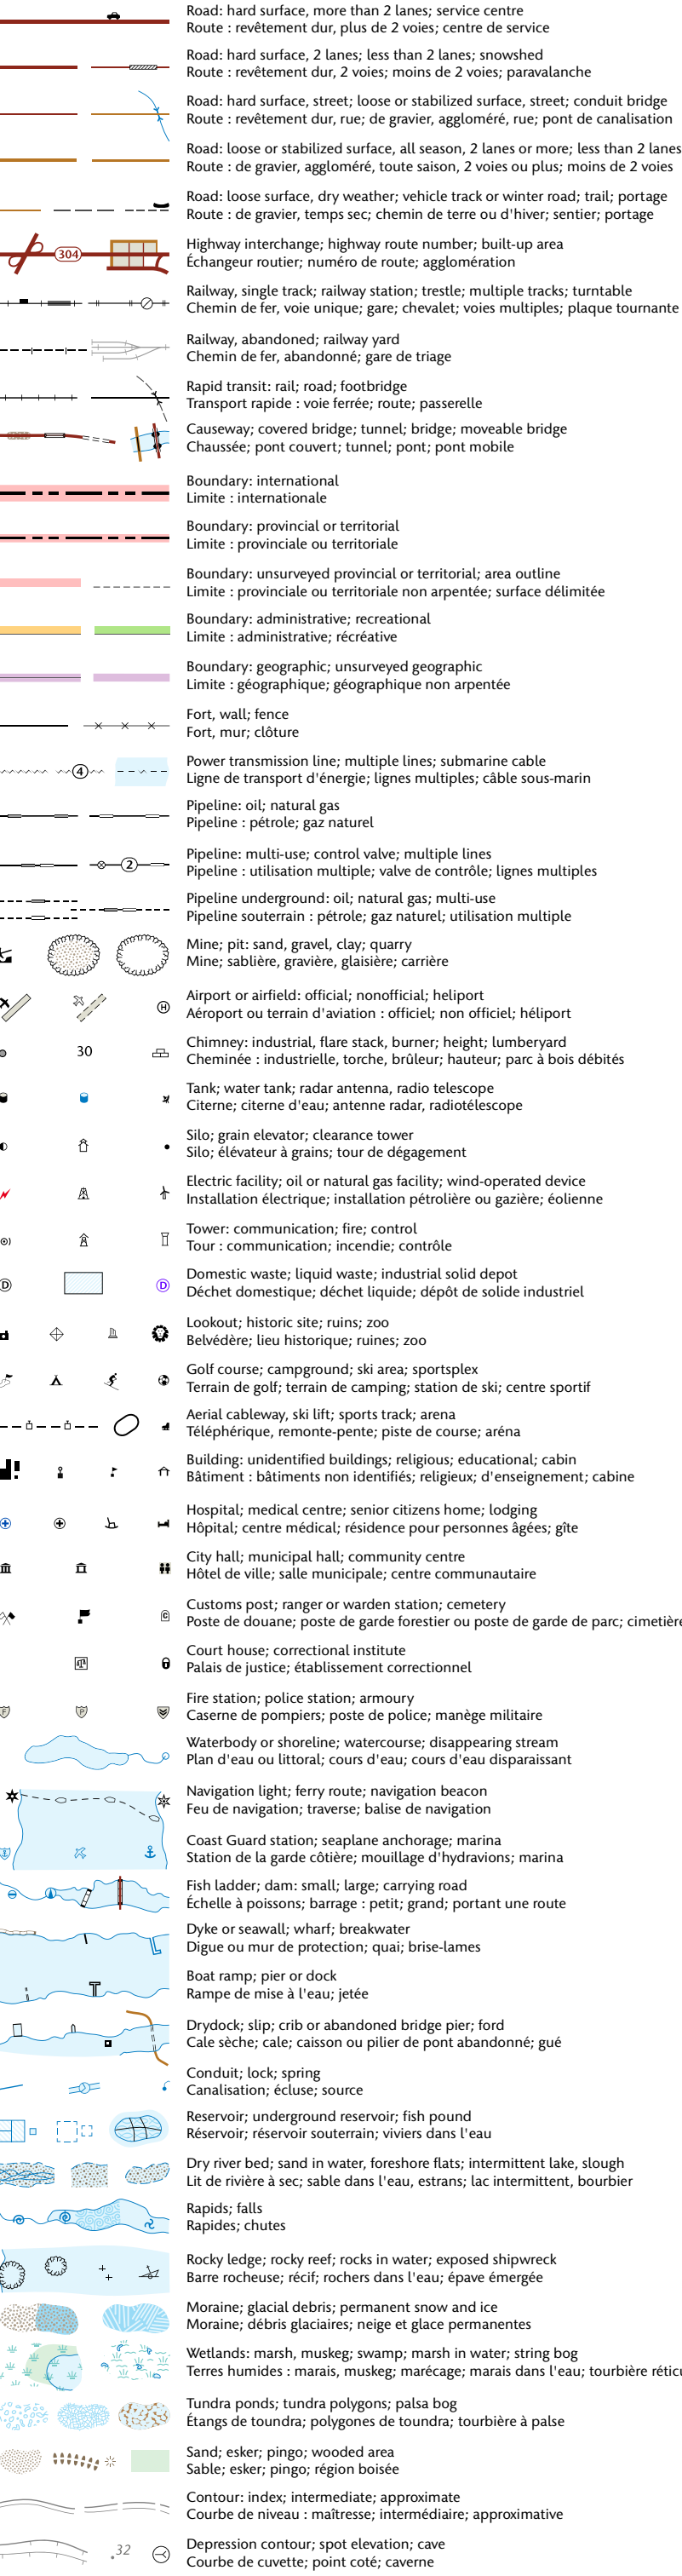 Road: hard surface, more than 2 lanes; service centre
Route : revêtement dur, plus de 2 voies; centre de service
Road: hard surface, 2 lanes; less than 2 lanes; snowshed
Route : revêtement dur, 2 voies; moins de 2 voies; paravalanche
Road: hard surface, street; loose or stabilized surface, street; conduit bridge
Route : revêtement dur, rue; de gravier, aggloméré, rue; pont de canalisation
Road: loose or stabilized surface, all season, 2 lanes or more; less than 2 lanes
Route : de gravier, aggloméré, toute saison, 2 voies ou plus; moins de 2 voies
Road: loose surface, dry weather; vehicle track or winter road; trail; portage
Route : de gravier, temps sec; chemin de terre ou d'hiver; sentier; portage
304
Highway interchange; highway route number; built-up area
Échangeur routier; numéro de route; agglomération
Railway, single track; railway station; trestle; multiple tracks; turntable
Chemin de fer, voie unique; gare; chevalet; voies multiples; plaque tournante
Railway, abandoned; railway yard
Chemin de fer, abandonné; gare de triage
Rapid transit: rail; road; footbridge
Transport rapide : voie ferrée; route; passerelle
Causeway; covered bridge; tunnel; bridge; moveable bridge
Chaussée; pont couvert; tunnel; pont; pont mobile
Boundary: international
Limite : internationale
Boundary: provincial or territorial
Limite : provinciale ou territoriale
Boundary: unsurveyed provincial or territorial; area outline
Limite : provinciale ou territoriale non arpentée; surface délimitée
Boundary: administrative; recreational
Limite : administrative; récréative
Boundary: geographic; unsurveyed geographic
Limite : géographique; géographique non arpentée
Fort, wall; fence
Fort, mur; clôture
4
Power transmission line; multiple lines; submarine cable
Ligne de transport d'énergie; lignes multiples; câble sous-marin
Pipeline: oil; natural gas
Pipeline : pétrole; gaz naturel
2
Pipeline: multi-use; control valve; multiple lines
Pipeline : utilisation multiple; valve de contrôle; lignes multiples
Pipeline underground: oil; natural gas; multi-use
Pipeline souterrain : pétrole; gaz naturel; utilisation multiple
Mine; pit: sand, gravel, clay; quarry
Mine; sablière, gravière, glaisière; carrière
H
Airport or airfield: official; nonofficial; heliport
Aéroport ou terrain d'aviation : officiel; non officiel; héliport
30
Chimney: industrial, flare stack, burner; height; lumberyard
Cheminée : industrielle, torche, brûleur; hauteur; parc à bois débités
Tank; water tank; radar antenna, radio telescope
Citerne; citerne d'eau; antenne radar, radiotélescope
Silo; grain elevator; clearance tower
Silo; élévateur à grains; tour de dégagement
Electric facility; oil or natural gas facility; wind-operated device
Installation électrique; installation pétrolière ou gazière; éolienne
Tower: communication; fire; control
Tour : communication; incendie; contrôle
D D
Domestic waste; liquid waste; industrial solid depot
Déchet domestique; déchet liquide; dépôt de solide industriel
Lookout; historic site; ruins; zoo
Belvédère; lieu historique; ruines; zoo
Golf course; campground; ski area; sportsplex
Terrain de golf; terrain de camping; station de ski; centre sportif
Aerial cableway, ski lift; sports track; arena
Téléphérique, remonte-pente; piste de course; aréna
Building: unidentified buildings; religious; educational; cabin
Bâtiment : bâtiments non identifiés; religieux; d'enseignement; cabine
Hospital; medical centre; senior citizens home; lodging
Hôpital; centre médical; résidence pour personnes âgées; gîte
City hall; municipal hall; community centre
Hôtel de ville; salle municipale; centre communautaire
C
Customs post; ranger or warden station; cemetery
Poste de douane; poste de garde forestier ou poste de garde de parc; cimetière
Court house; correctional institute
Palais de justice; établissement correctionnel
F P
Fire station; police station; armoury
Caserne de pompiers; poste de police; manège militaire
Waterbody or shoreline; watercourse; disappearing stream
Plan d'eau ou littoral; cours d'eau; cours d'eau disparaissant
Navigation light; ferry route; navigation beacon
Feu de navigation; traverse; balise de navigation
Coast Guard station; seaplane anchorage; marina
Station de la garde côtière; mouillage d'hydravions; marina
Fish ladder; dam: small; large; carrying road
Échelle à poissons; barrage : petit; grand; portant une route
Dyke or seawall; wharf; breakwater
Digue ou mur de protection; quai; brise-lames
Boat ramp; pier or dock
Rampe de mise à l'eau; jetée
Drydock; slip; crib or abandoned bridge pier; ford
Cale sèche; cale; caisson ou pilier de pont abandonné; gué
Conduit; lock; spring
Canalisation; écluse; source
Reservoir; underground reservoir; fish pound
Réservoir; réservoir souterrain; viviers dans l'eau
Dry river bed; sand in water, foreshore flats; intermittent lake, slough
Lit de rivière à sec; sable dans l'eau, estrans; lac intermittent, bourbier
Rapids; falls
Rapides; chutes
Rocky ledge; rocky reef; rocks in water; exposed shipwreck
Barre rocheuse; récif; rochers dans l'eau; épave émergée
Moraine; glacial debris; permanent snow and ice
Moraine; débris glaciaires; neige et glace permanentes
Wetlands: marsh, muskeg; swamp; marsh in water; string bog
Terres humides : marais, muskeg; marécage; marais dans l'eau; tourbière
Tundra ponds; tundra polygons; palsa bog
Étangs de toundra; polygones de toundra; tourbière à palse
Sand; esker; pingo; wooded area
Sable; esker; pingo; région boisée
Contour: index; intermediate; approximate
Courbe de niveau : maîtresse; intermédiaire; approximative
.32
Depression contour; spot elevation; cave
Courbe de cuvette; point coté; caverne